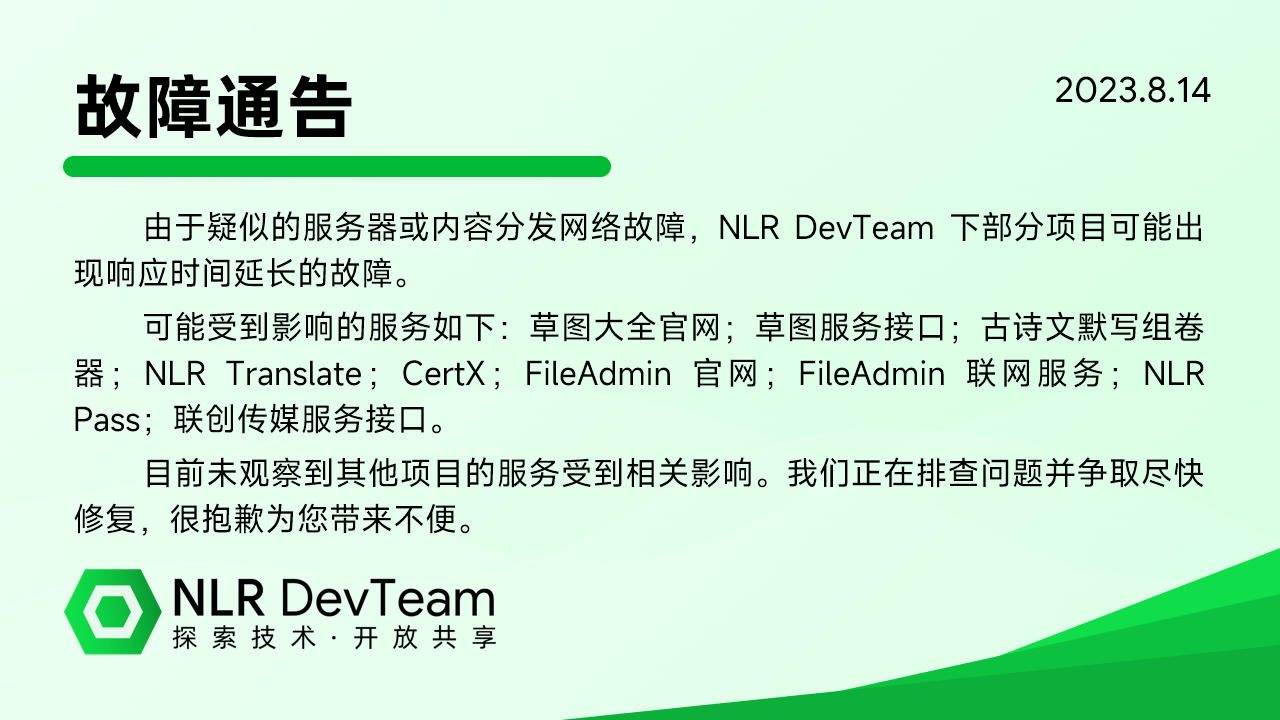 故障通告
2023.8.14
由于疑似的服务器或内容分发网络故障，NLR DevTeam 下部分项目可能出
现响应时间延长的故障。
可能受到影响的服务如下：草图大全官网；草图服务接口；古诗文默写组卷
器；NLR Translate；CertX；FileAdmin 官网；FileAdmin 联网服务；NLR
Pass；联创传媒服务接口。
目前未观察到其他项目的服务受到相关影响。我们正在排查问题并争取尽快
修复，很抱歉为您带来不便。
NLR DevTeam
探索技术·开放共享